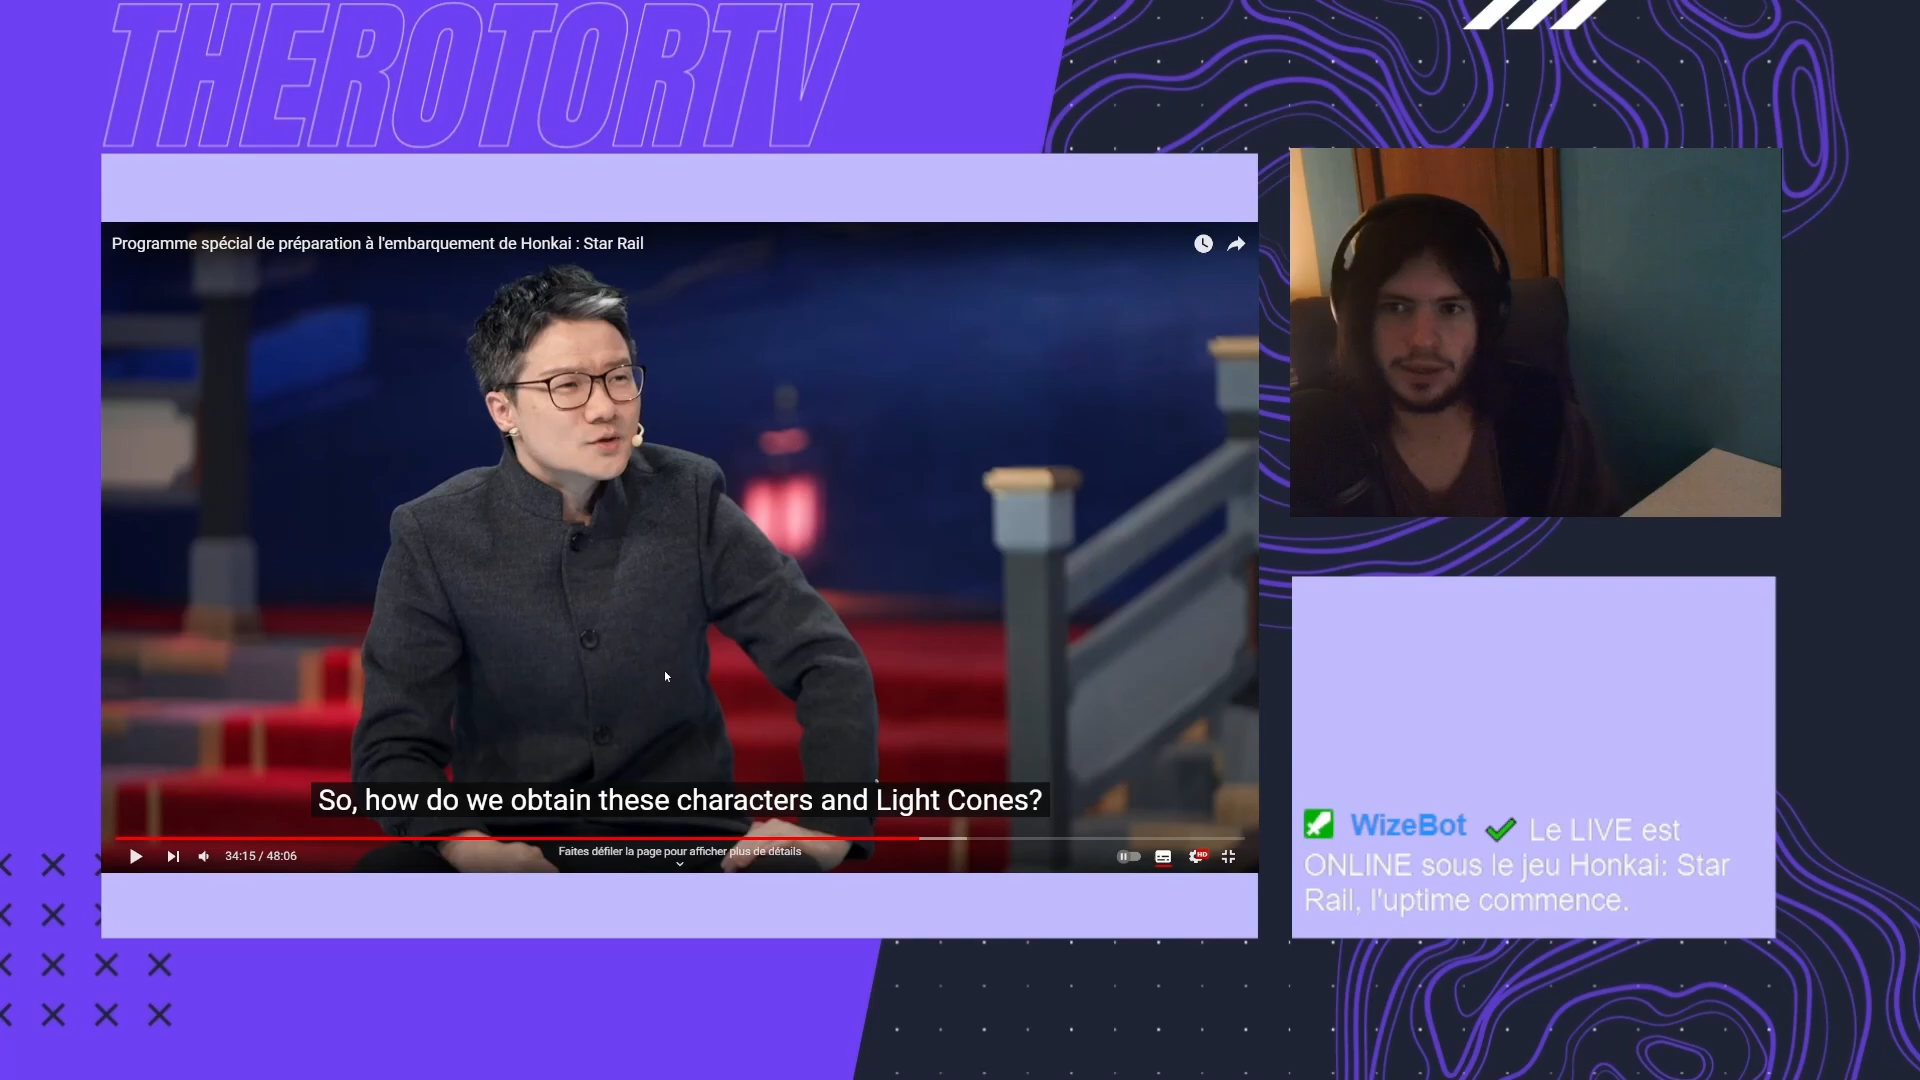 THEROTORTV
Programme spécial de préparation à l'embarquement de Honkai : Star Rail
So, how do we obtain these characters and Light Cones?
34:15 / 48:06
Faites défiler la page pour afficher plus de détails
HD
WizeBot Le LIVE est
ONLINE sous le jeu Honkai: Star
Rail, l'uptime commence.